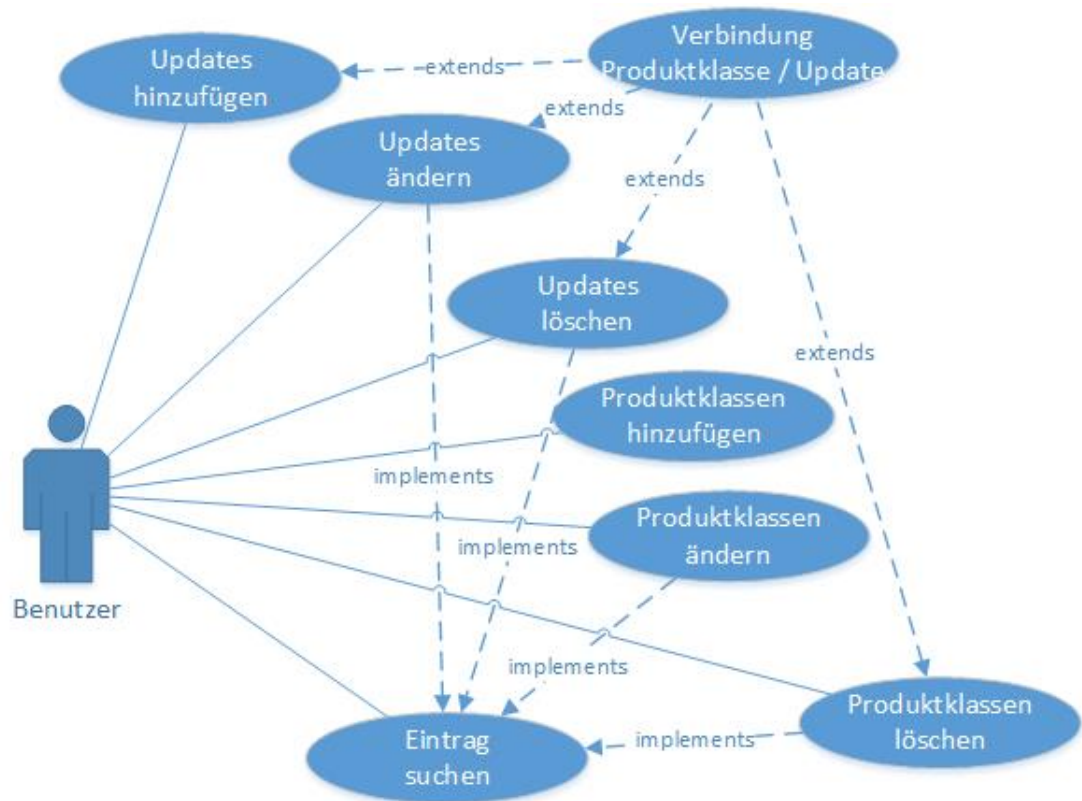 Updates
hinzufügen
extends
Verbindung
Produktklasse / Update
extends
Updates
ändern
extends
Updates
löschen
extends
Produktklassen
hinzufügen
implements
Produktklassen
ändern
implements
Benutzer
implements
Produktklassen
löschen
implements
Eintrag
suchen